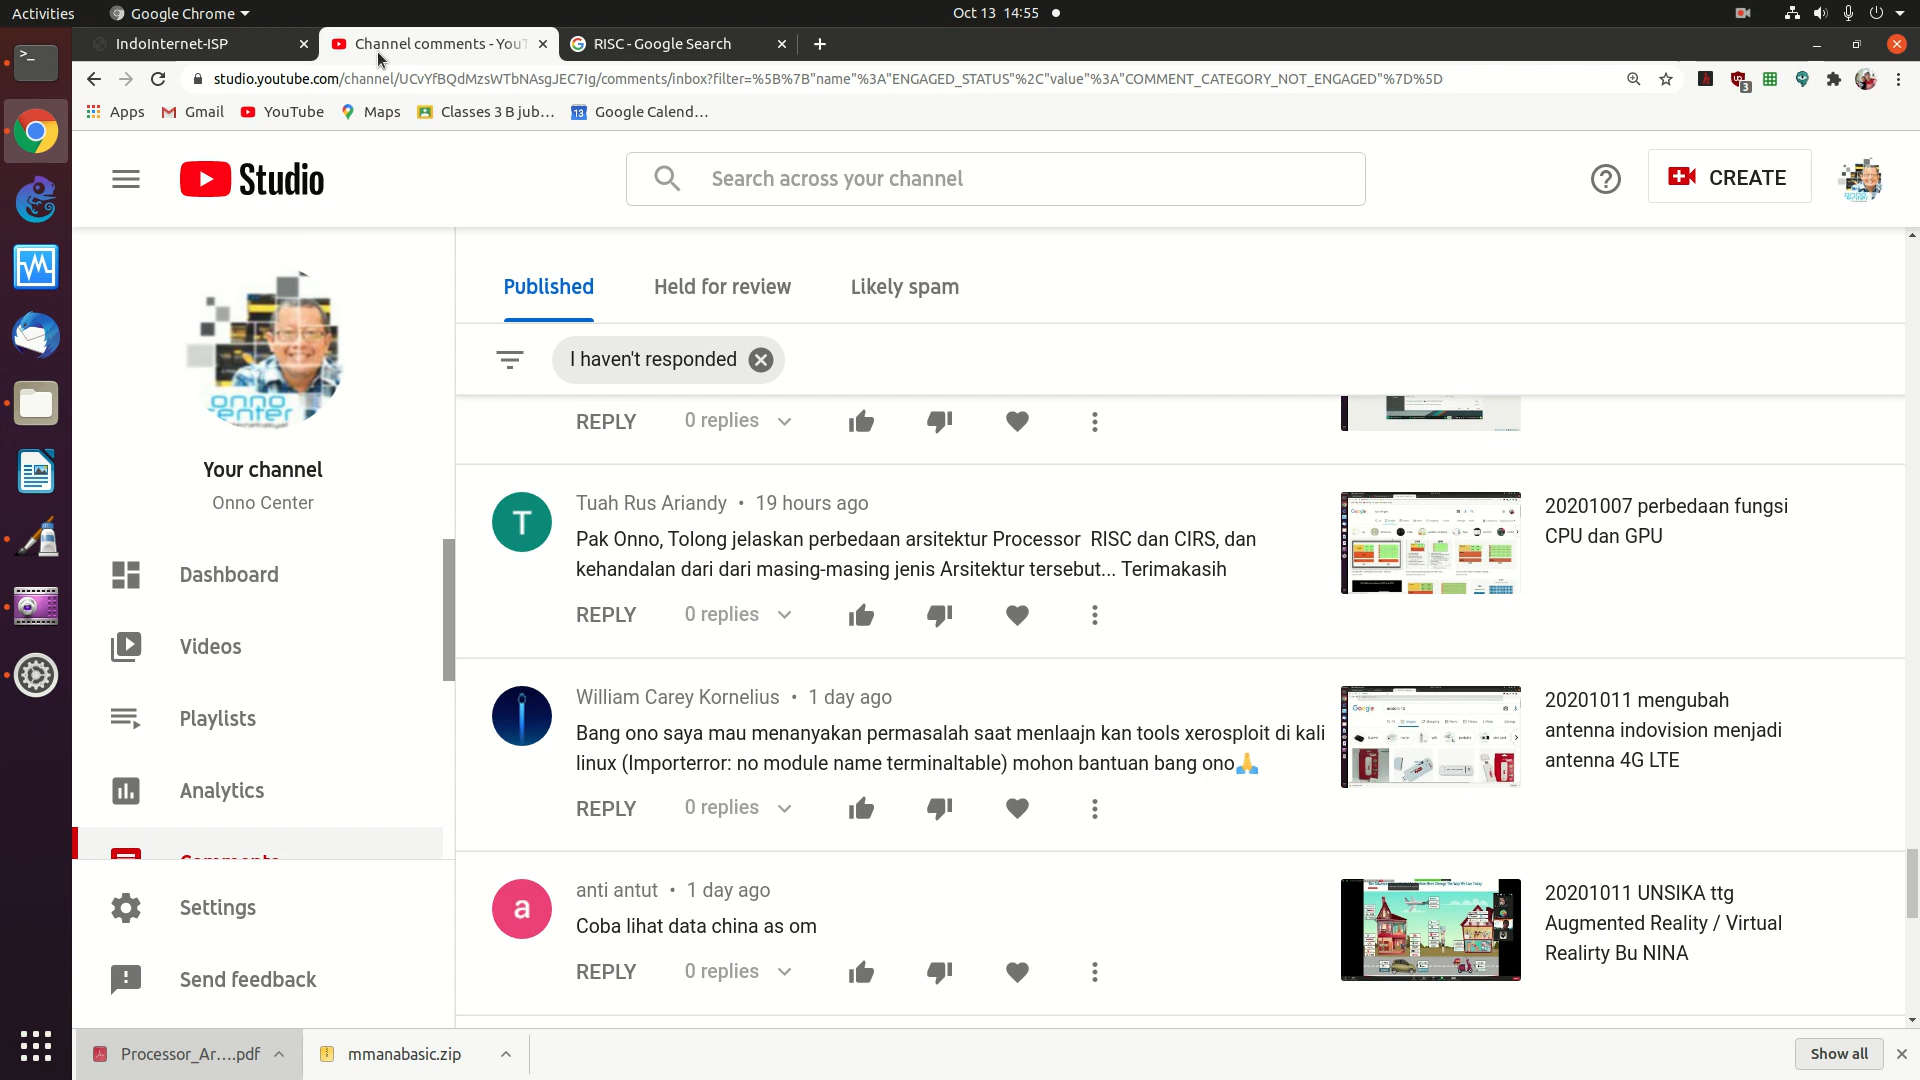 Activities
Google Chrome
Oct 13 14:55
IndoInternet-ISP
Channel comments - YouT
RISC - Google Search
studio.youtube.com/channel/UCvYfBQdMzsWTbNAsgJEC7Ig/comments/inbox?filter=%5B%7B"name"%3A"ENGAGED_STATUS"%2C"value"%3A"COMMENT_CATEGORY_NOT_ENGAGED"%7D%5D
3
Apps
Gmail
YouTube
Maps
Classes 3 B jub...
Google Calend...
Studio
Search across your channel
CREATE
onno
center
Your channel
Onno Center
Dashboard
Videos
Playlists
Analytics
Comments
Settings
Send feedback
Published
Held for review
Likely spam
I haven't responded
REPLY
0 replies
T
Tuah Rus Ariandy • 19 hours ago
Pak Onno, Tolong jelaskan perbedaan arsitektur Processor RISC dan CIRS, dan
kehandalan dari dari masing-masing jenis Arsitektur tersebut... Terimakasih
REPLY
0 replies
20201007 perbedaan fungsi
CPU dan GPU
William Carey Kornelius • 1 day ago
Bang ono saya mau menanyakan permasalah saat menlaajn kan tools xerosploit di kali
linux (Importerror: no module name terminaltable) mohon bantuan bang ono🙏
REPLY
0 replies
Google
20201011 mengubah
antenna indovision menjadi
antenna 4G LTE
a
anti antut • 1 day ago
Coba lihat data china as om
REPLY
0 replies
20201011 UNSIKA ttg
Augmented Reality / Virtual
Realirty Bu NINA
Processor_Ar....pdf
mmanabasic.zip
Show all